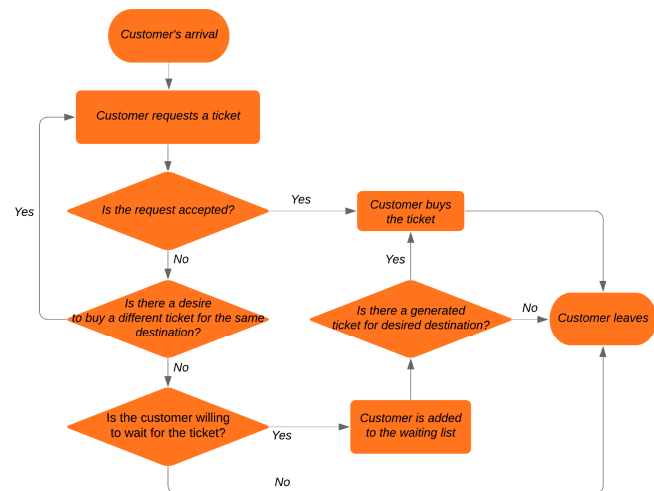 Customer's arrival
Customer requests a ticket
Yes
Is the request accepted?
Yes
Customer buys
the ticket
No
Yes
Is there a desire
to buy a different ticket for the same
destination?
Is there a generated
ticket for desired destination?
No
Customer leaves
No
Is the customer willing
to wait for the ticket?
Yes
Customer is added
to the waiting list
No